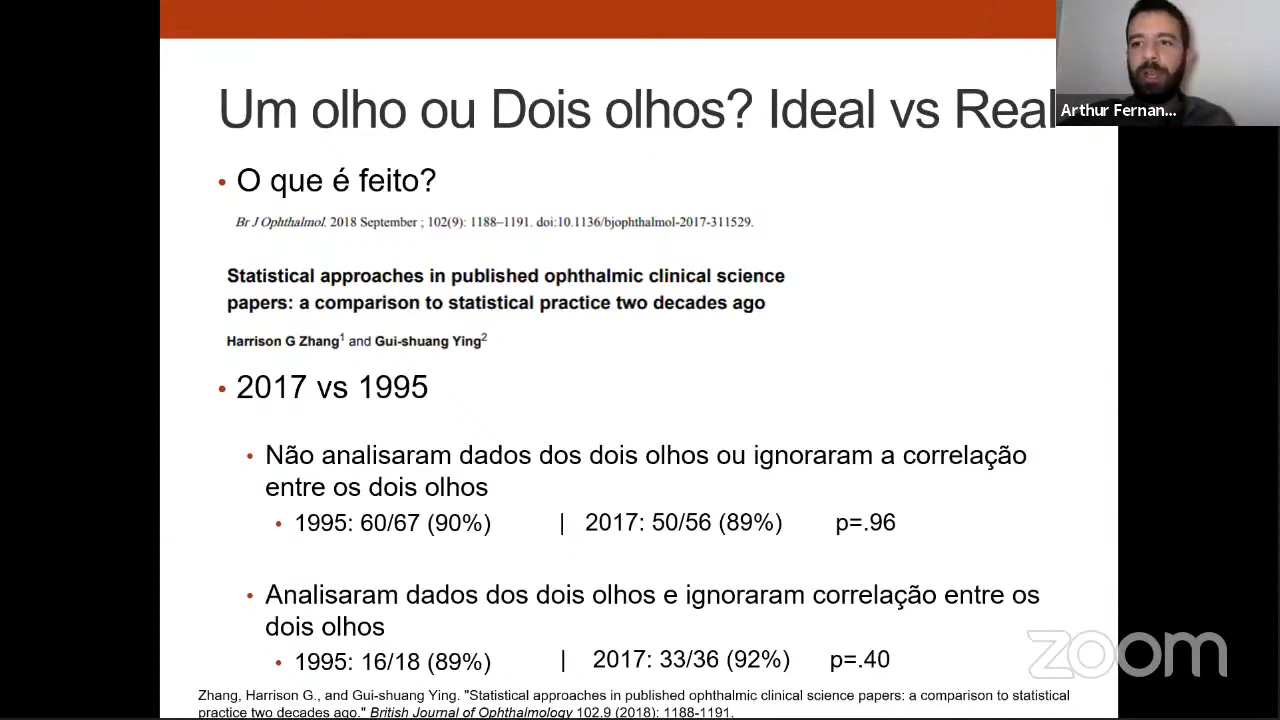 Um olho ou Dois olhos? Ideal vs Real
Arthur Fernan...
• O que é feito?
Br J Ophthalmol. 2018 September ; 102(9): 1188–1191. doi:10.1136/bjophthalmol-2017-311529.
Statistical approaches in published ophthalmic clinical science
papers: a comparison to statistical practice two decades ago
Harrison G Zhang1 and Gui-shuang Ying2
• 2017 vs 1995
• Não analisaram dados dos dois olhos ou ignoraram a correlação
entre os dois olhos
• 1995: 60/67 (90%) | 2017: 50/56 (89%) p=.96
• Analisaram dados dos dois olhos e ignoraram correlação entre os
dois olhos
• 1995: 16/18 (89%) | 2017: 33/36 (92%) p=.40
zoom
Zhang, Harrison G., and Gui-shuang Ying. "Statistical approaches in published ophthalmic clinical science papers: a comparison to statistical
practice two decades ago." British Journal of Ophthalmology 102.9 (2018): 1188-1191.